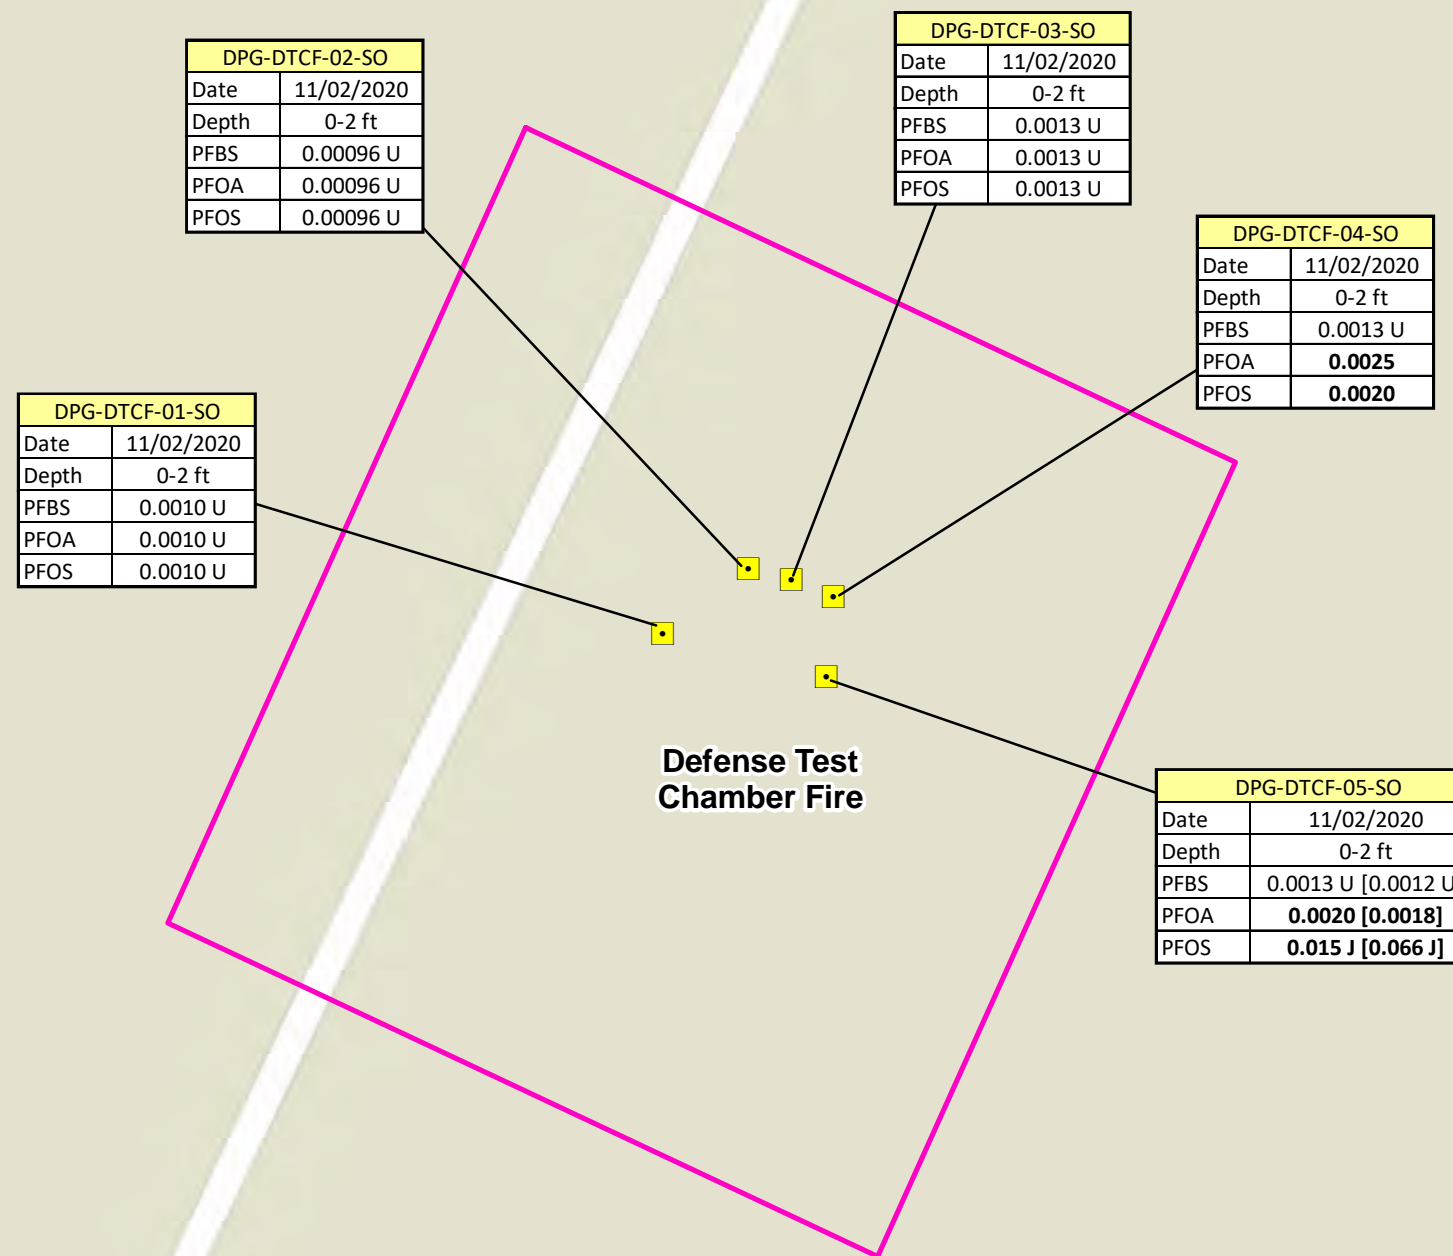 DPG-DTCF-03-SO
Date 11/02/2020
Depth 0-2 ft
PFBS 0.0013 U
PFOA 0.0013 U
PFOS 0.0013 U
DPG-DTCF-02-SO
Date 11/02/2020
Depth 0-2 ft
PFBS 0.00096 U
PFOA 0.00096 U
PFOS 0.00096 U
DPG-DTCF-04-SO
Date 11/02/2020
Depth 0-2 ft
PFBS 0.0013 U
PFOA 0.0025
PFOS 0.0020
DPG-DTCF-01-SO
Date 11/02/2020
Depth 0-2 ft
PFBS 0.0010 U
PFOA 0.0010 U
PFOS 0.0010 U
Defense Test
Chamber Fire
DPG-DTCF-05-SO
Date 11/02/2020
Depth 0-2 ft
PFBS 0.0013 U [0.0012 U
PFOA 0.0020 [0.0018]
PFOS 0.015 J [0.066 J]